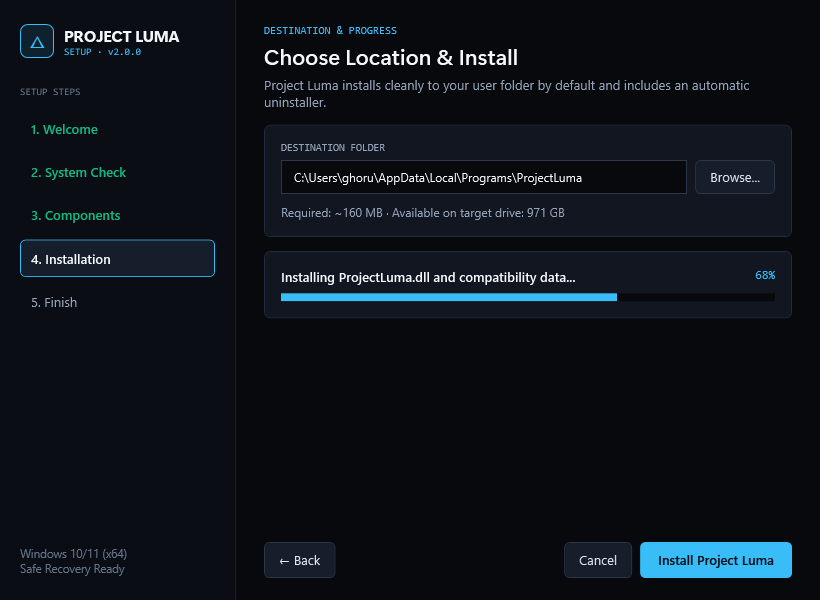 PROJECT LUMA
SETUP · v2.0.0
SETUP STEPS
1. Welcome
2. System Check
3. Components
4. Installation
5. Finish
Windows 10/11 (x64)
Safe Recovery Ready
DESTINATION & PROGRESS
Choose Location & Install
Project Luma installs cleanly to your user folder by default and includes an automatic
uninstaller.
DESTINATION FOLDER
C:\Users\ghoru\AppData\Local\Programs\ProjectLuma
Browse...
Required: ~160 MB · Available on target drive: 971 GB
Installing ProjectLuma.dll and compatibility data...
68%
← Back
Cancel
Install Project Luma